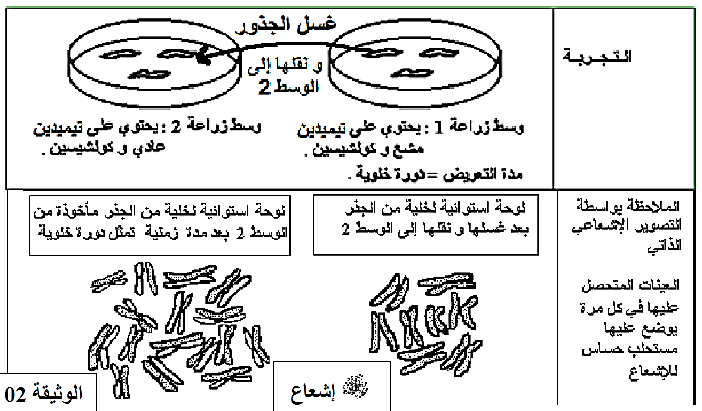 التجربة
غسل الجذور
و نقلها إلى
الوسط 2
وسط زراعة 1 : يحتوي على تيميدين
مشع و كولشيسين .
مدة التعريض = دورة خلوية .
وسط زراعة 2 : يحتوي على تيميدين
عادي و كولشيسين .
الملاحظة بواسطة
التصوير الإشعاعي
الذاتي
العينات المتحصل
عليها في كل مرة
يوضع عليها
مستحلب حساس
للإشعاع
لوحة استوائية لخلية من الجذر
بعد غسلها و نقلها إلى الوسط 2
لوحة استوائية لخلية من الجذر مأخوذة من
الوسط 2 بعد مدة زمنية تمثل دورة خلوية
إشعاع
الوثيقة 02